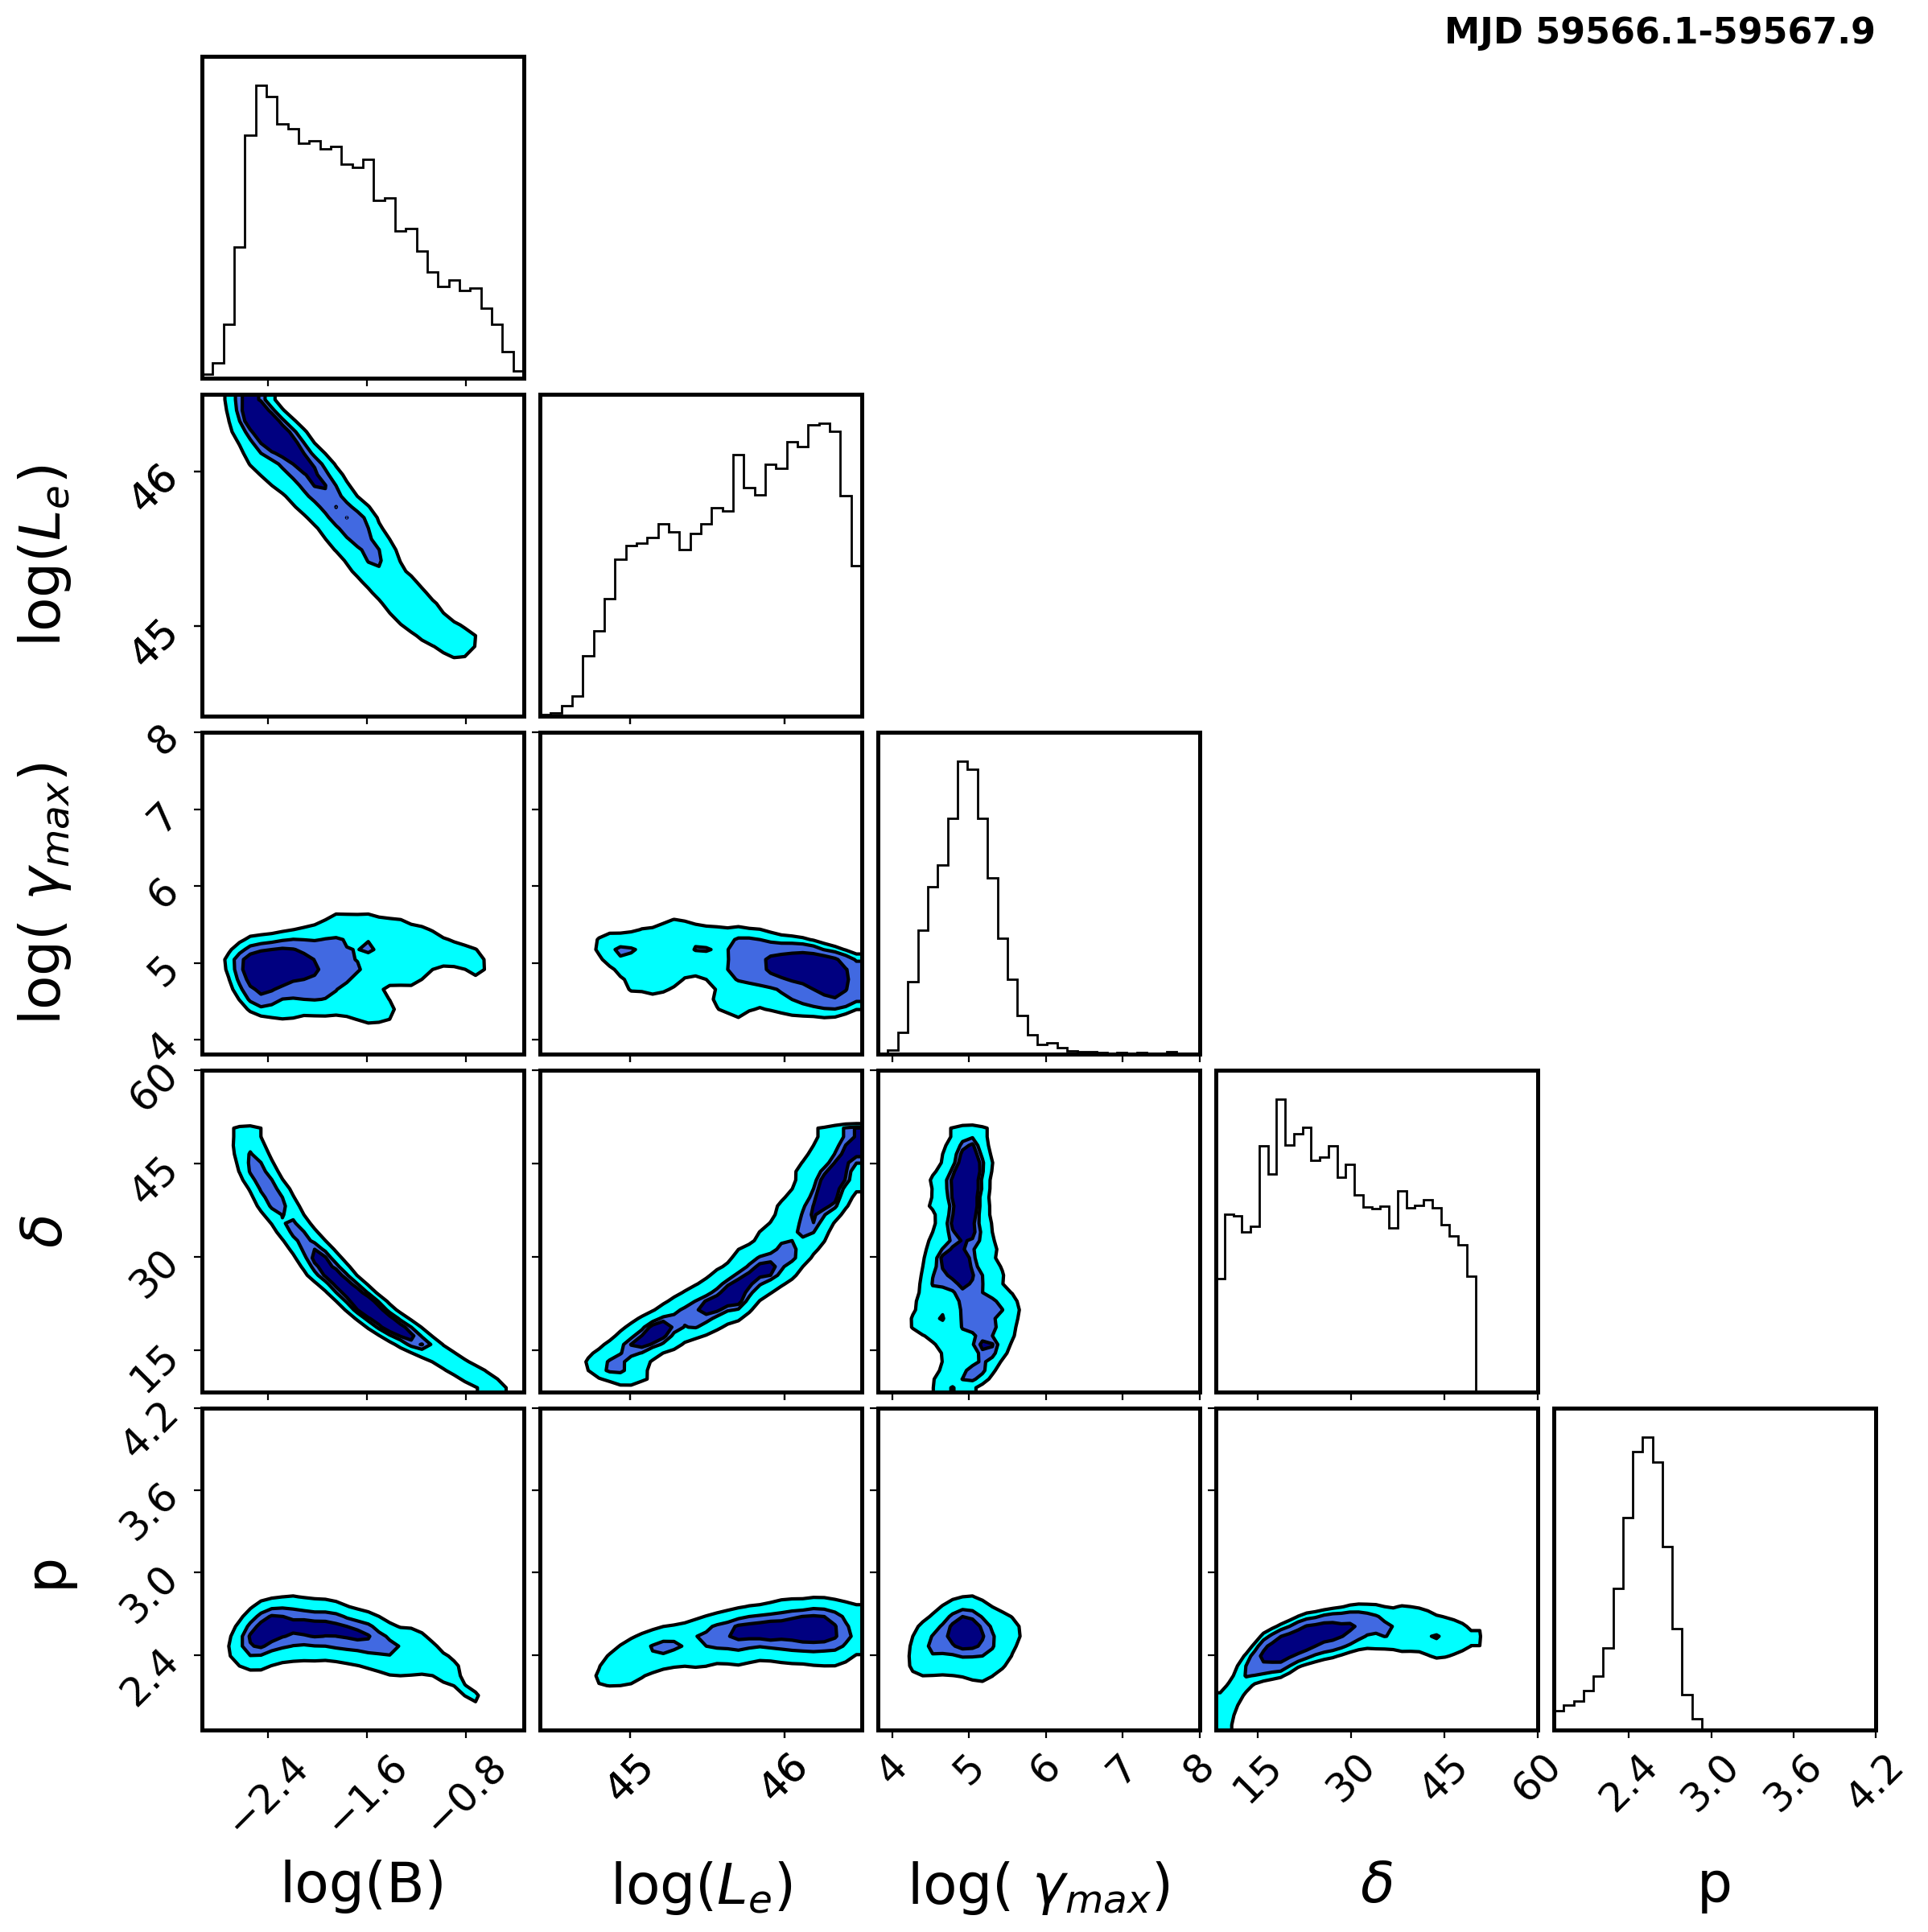 MJD 59566.1-59567.9
log(Lₑ)
46
45
log( γ_max)
8
7
6
5
4
δ
60
45
30
15
p
4.2
3.6
3.0
2.4
−2.4 −1.6 −0.8 45 46 4 5 6 7 8 15 30 45 60 2.4 3.0 3.6 4.2
log(B) log(Lₑ) log( γ_max) δ p